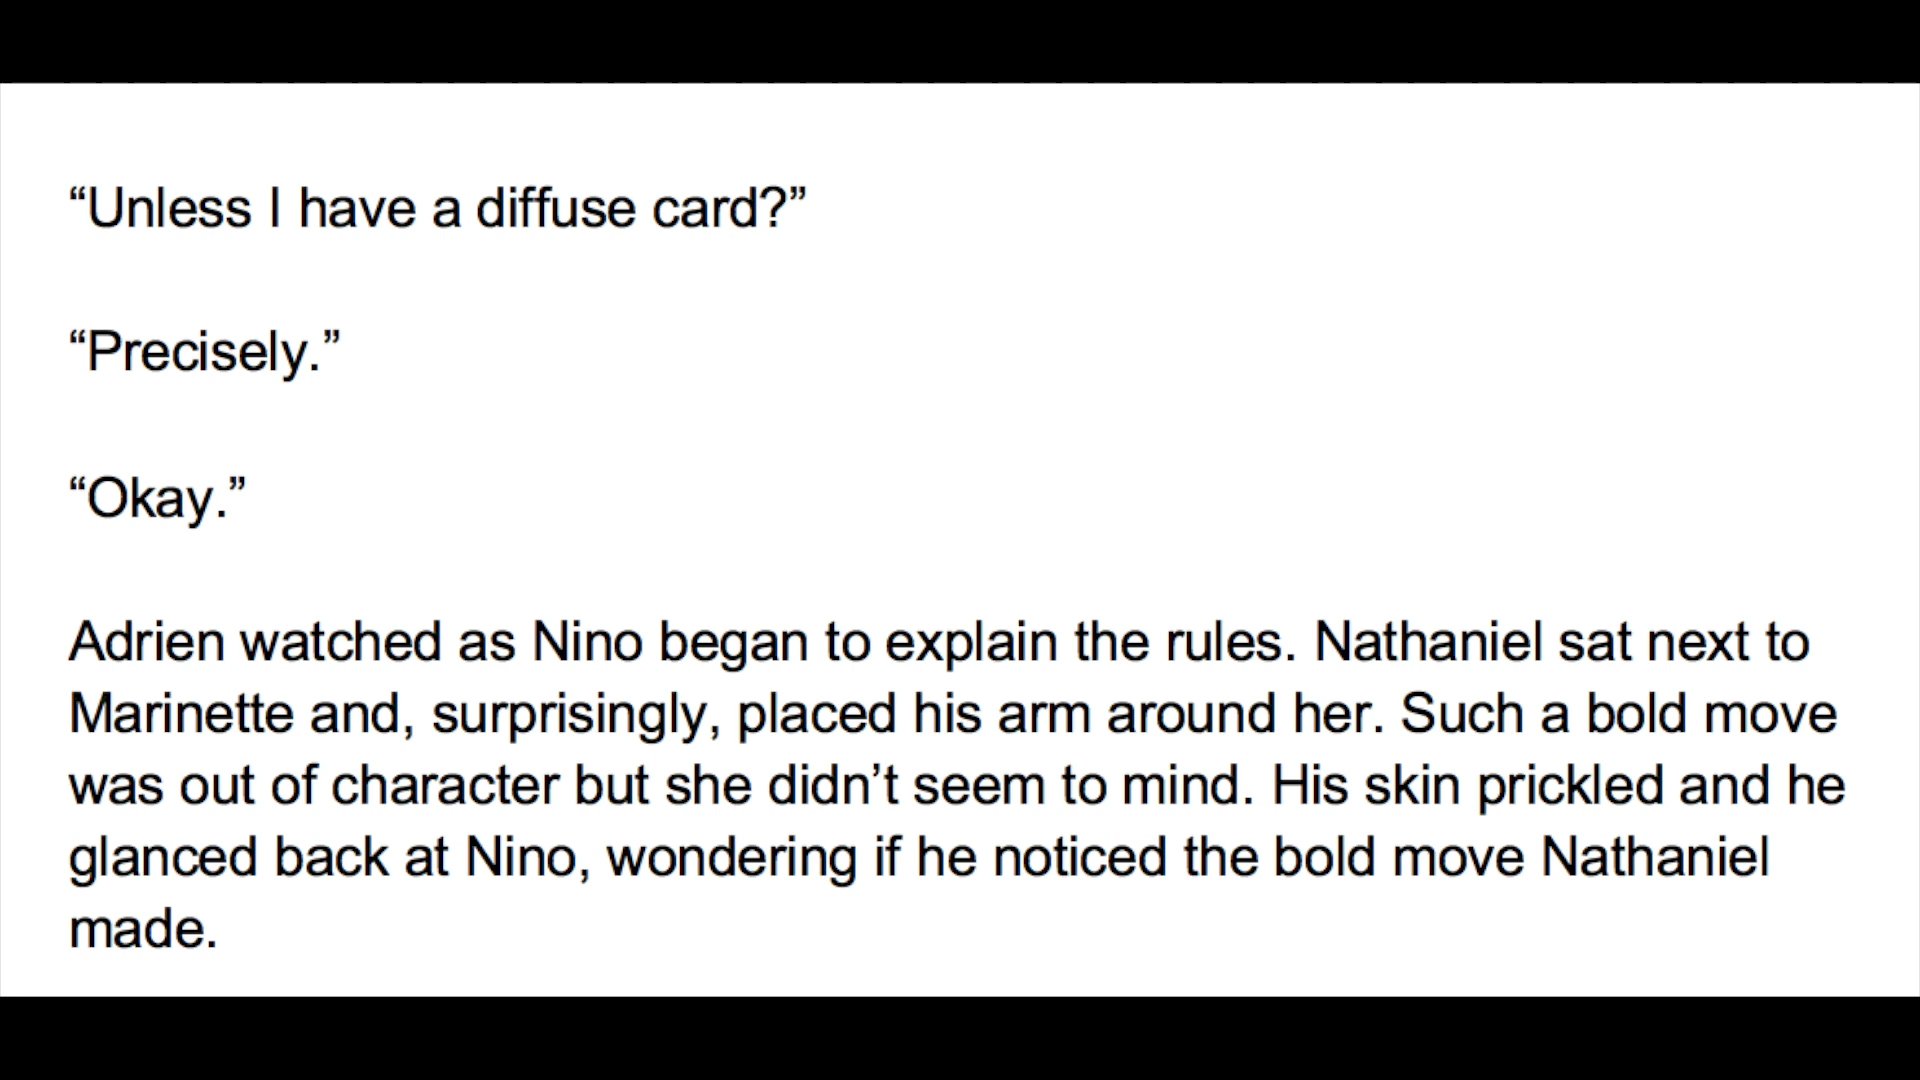 “Unless I have a diffuse card?”
“Precisely.”
“Okay.”
Adrien watched as Nino began to explain the rules. Nathaniel sat next to
Marinette and, surprisingly, placed his arm around her. Such a bold move
was out of character but she didn’t seem to mind. His skin prickled and he
glanced back at Nino, wondering if he noticed the bold move Nathaniel
made.